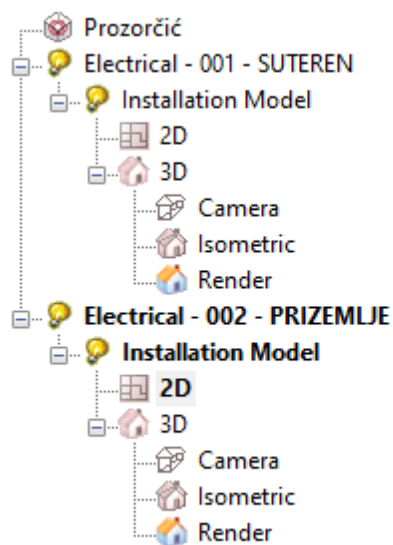 Prozorčić
Electrical - 001 - SUTEREN
Installation Model
2D
3D
Camera
Isometric
Render
Electrical - 002 - PRIZEMLJE
Installation Model
2D
3D
Camera
Isometric
Render